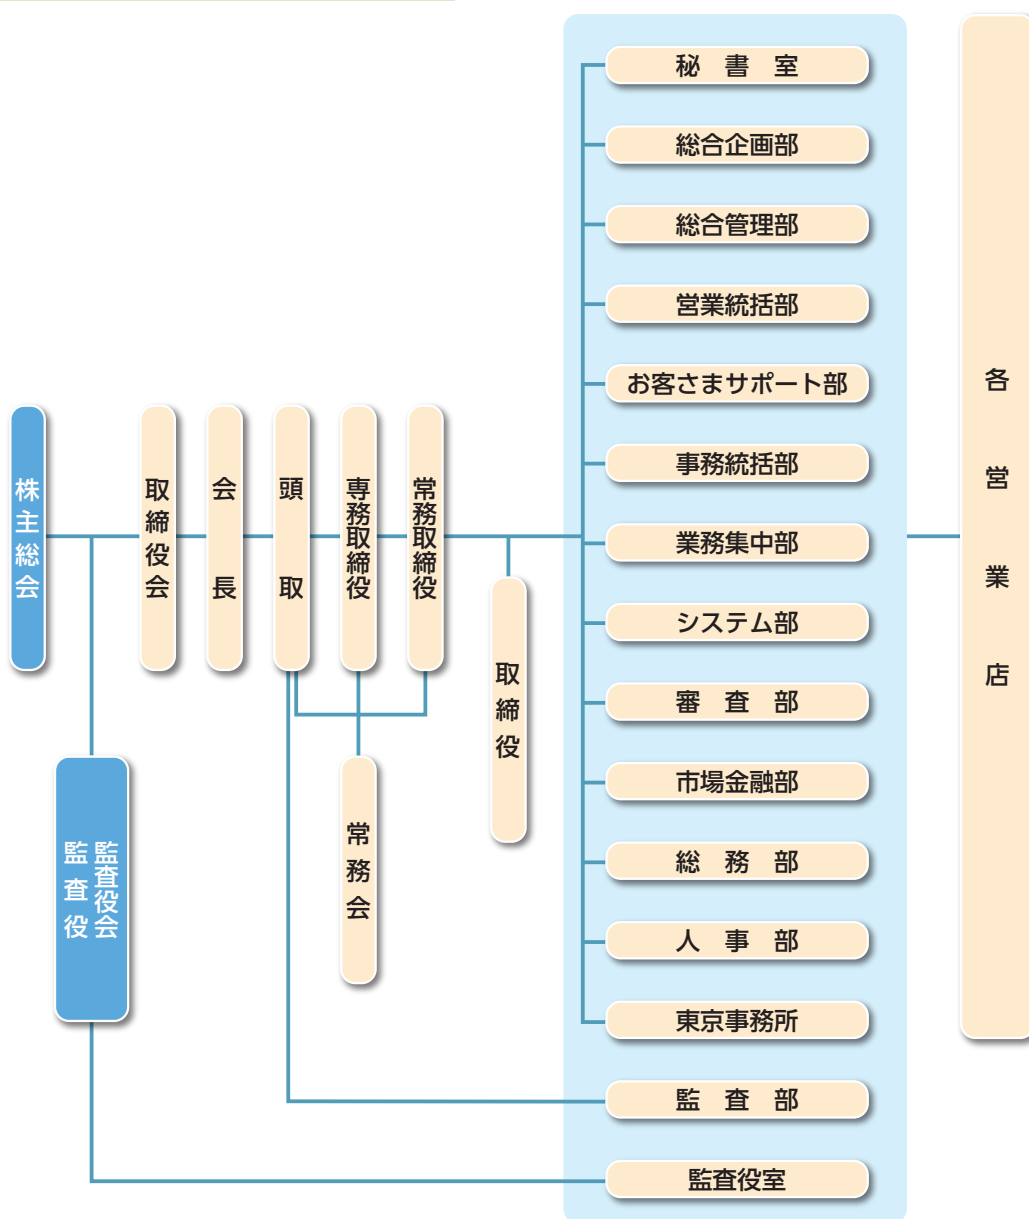 株主総会
監査役会
監査役
取締役会
会長
頭取
専務取締役
常務取締役
常務会
取締役
秘書室
総合企画部
総合管理部
営業統括部
お客さまサポート部
事務統括部
業務集中部
システム部
審査部
市場金融部
総務部
人事部
東京事務所
監査部
監査役室
各営業店